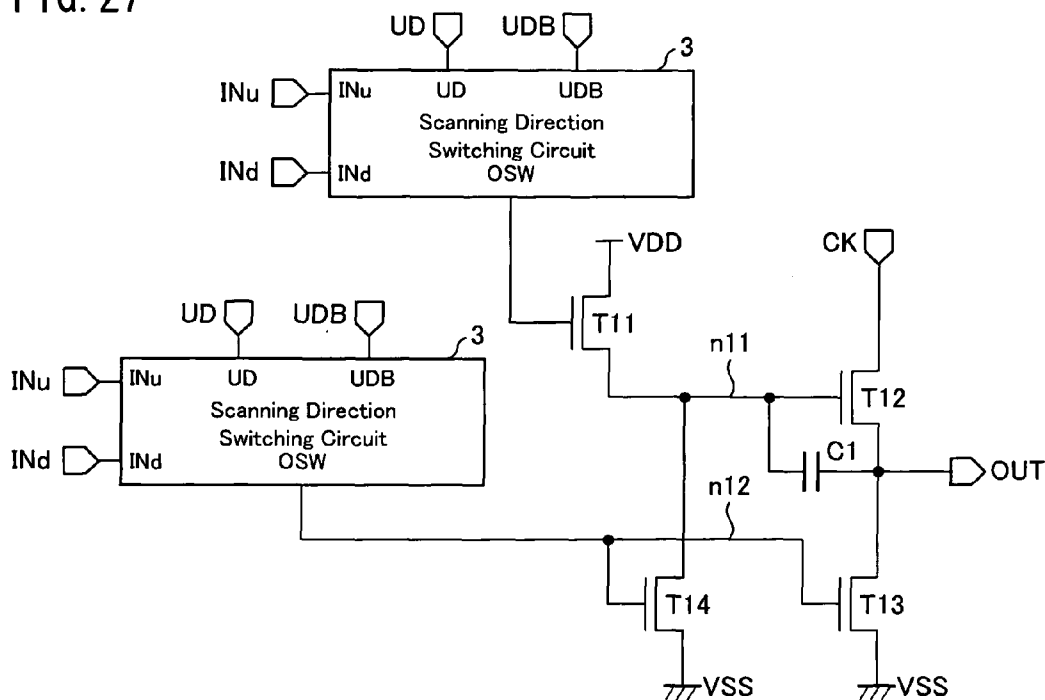 FIG. 27
UD UDB
3
INu INu UD UDB
Scanning Direction
Switching Circuit
INd INd OSW
VDD CK
T11
UD UDB
3
n11
INu INu UD UDB
T12
Scanning Direction
Switching Circuit
C1
INd INd OSW
OUT
n12
T14 T13
VSS VSS